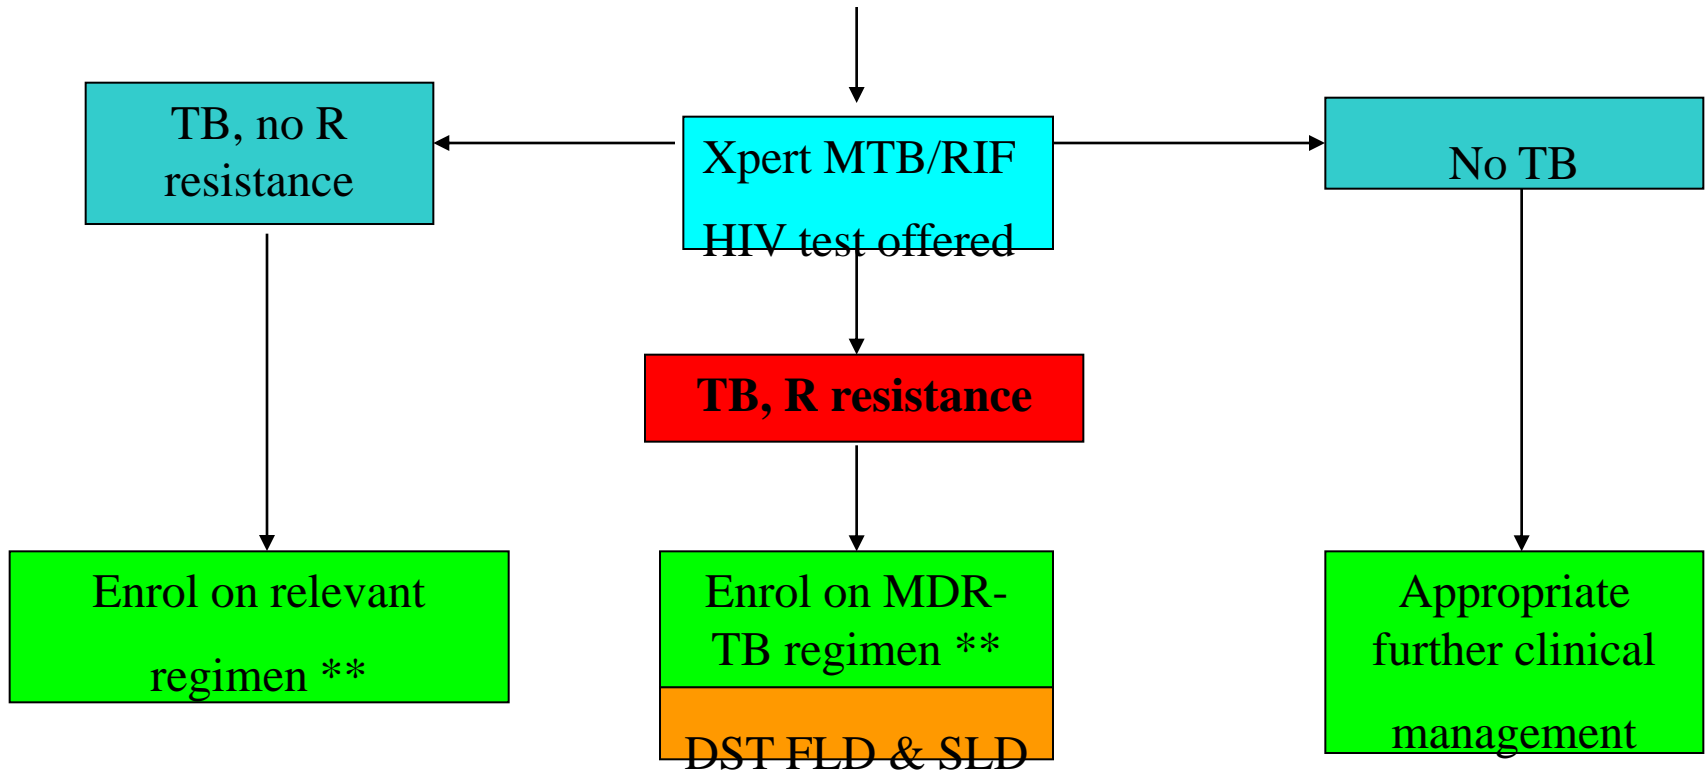 TB, no R
resistance
Xpert MTB/RIF
HIV test offered
No TB
TB, R resistance
Enrol on relevant
regimen **
Enrol on MDR-
TB regimen **
DST FLD & SLD
Appropriate
further clinical
management